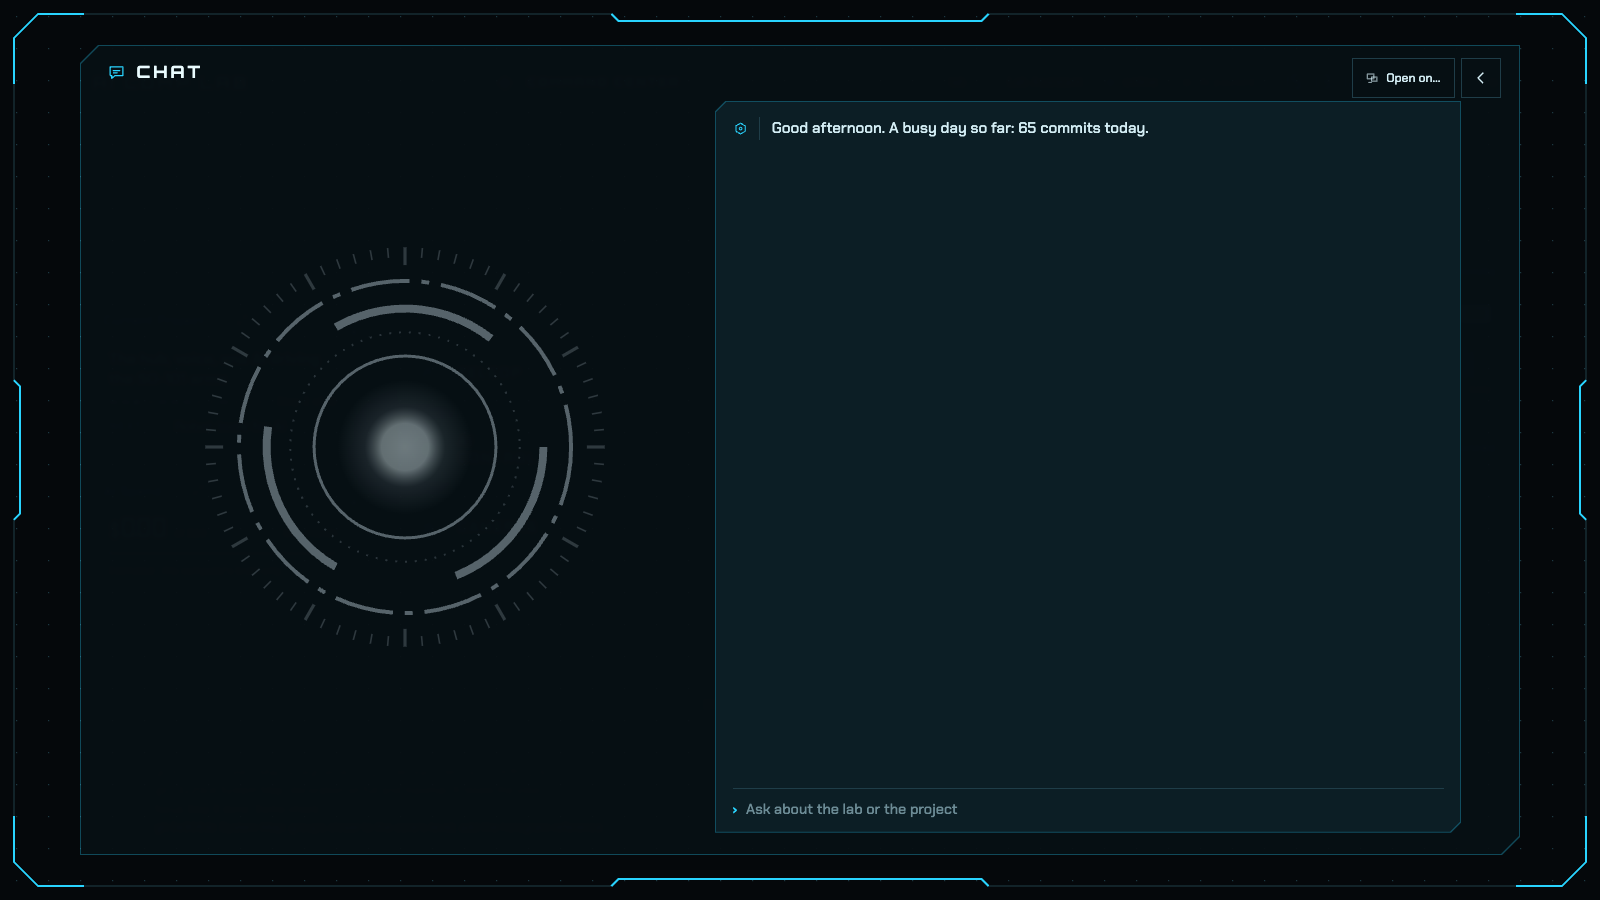 CHAT
Open on...
Good afternoon. A busy day so far: 65 commits today.
Ask about the lab or the project